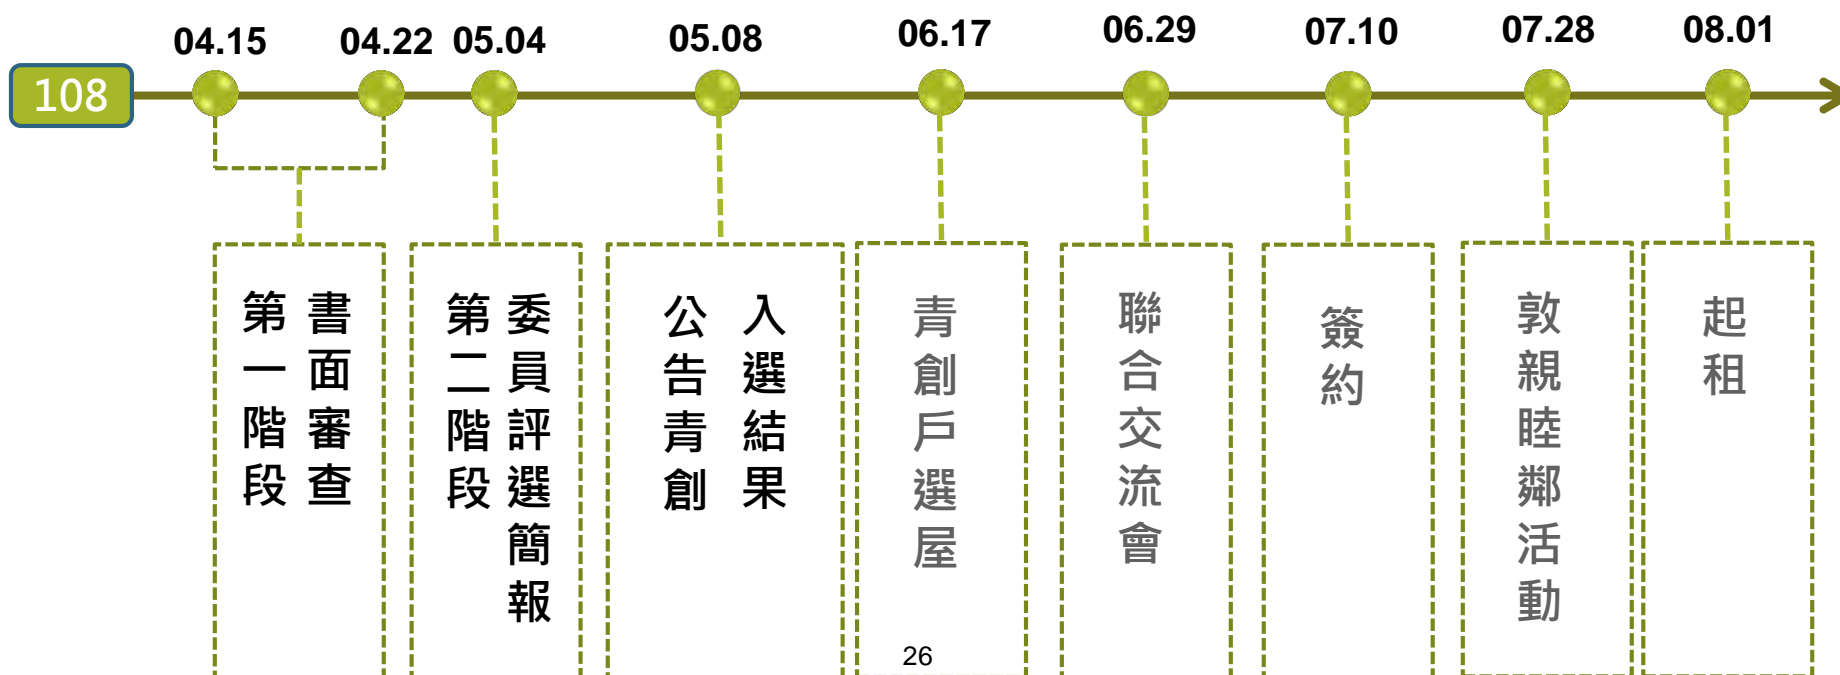 04.15
04.22
05.04
05.08
06.17
06.29
07.10
07.28
08.01
108
第一階段
書面審查
第二階段
委員評選簡報
公告青創
入選結果
青創戶選屋
聯合交流會
簽約
敦親睦鄰活動
起租
26